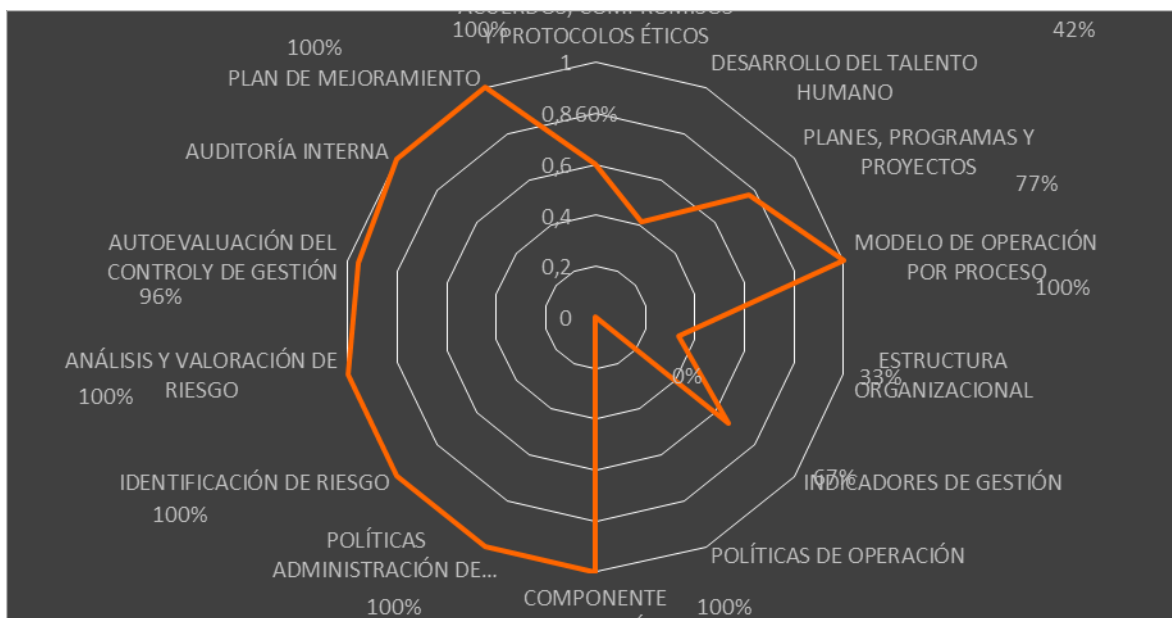 ACUERDOS, COMPROMISOS
Y PROTOCOLOS ÉTICOS
100%
42%
100%
PLAN DE MEJORAMIENTO
1
DESARROLLO DEL TALENTO
HUMANO
0,8
60%
AUDITORÍA INTERNA
PLANES, PROGRAMAS Y
PROYECTOS
0,6
77%
0,4
AUTOEVALUACIÓN DEL
CONTROLY DE GESTIÓN
96%
MODELO DE OPERACIÓN
POR PROCESO
100%
0,2
0
ANÁLISIS Y VALORACIÓN DE
RIESGO
100%
0%
ESTRUCTURA
ORGANIZACIONAL
33%
IDENTIFICACIÓN DE RIESGO
100%
67%
INDICADORES DE GESTIÓN
POLÍTICAS
ADMINISTRACIÓN DE...
100%
POLÍTICAS DE OPERACIÓN
COMPONENTE
100%